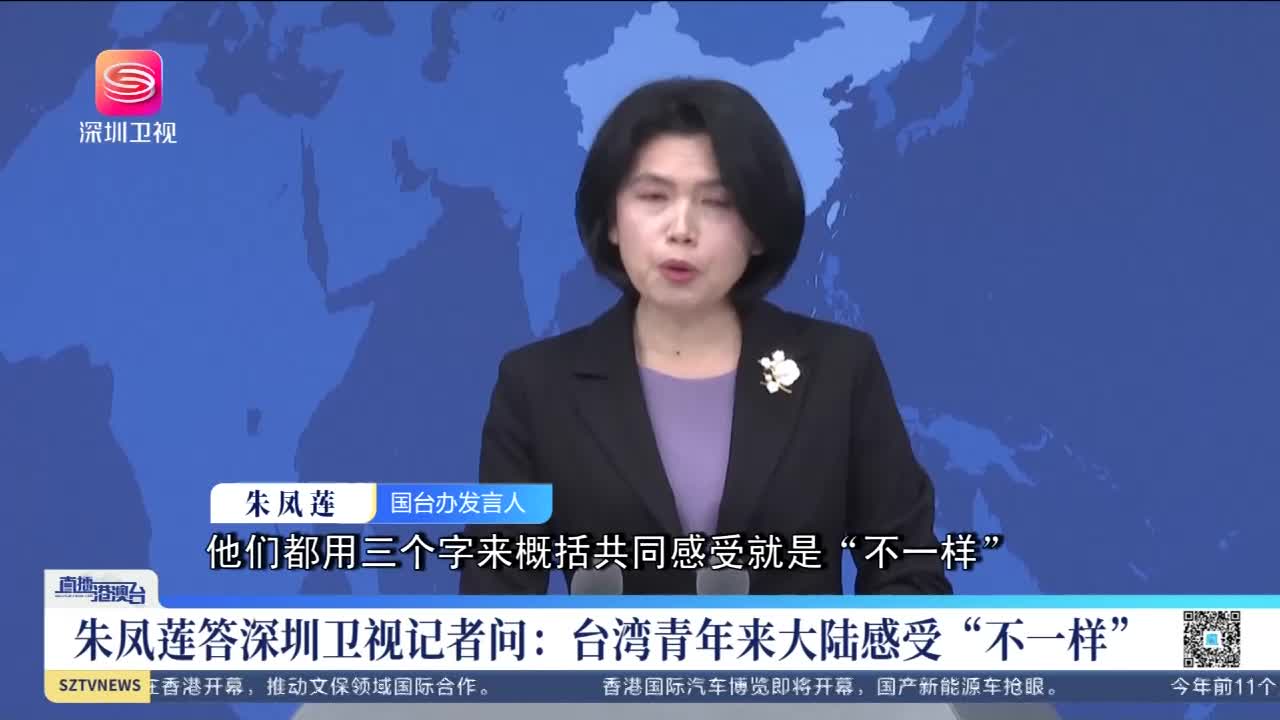 深圳卫视
朱凤莲
国台办发言人
他们都用三个字来概括共同感受就是“不一样”
直播港澳台
朱凤莲答深圳卫视记者问：台湾青年来大陆感受“不一样”
SZTVNEWS
在香港开幕，推动文保领域国际合作。 香港国际汽车博览即将开幕，国产新能源车抢眼。 今年前11个